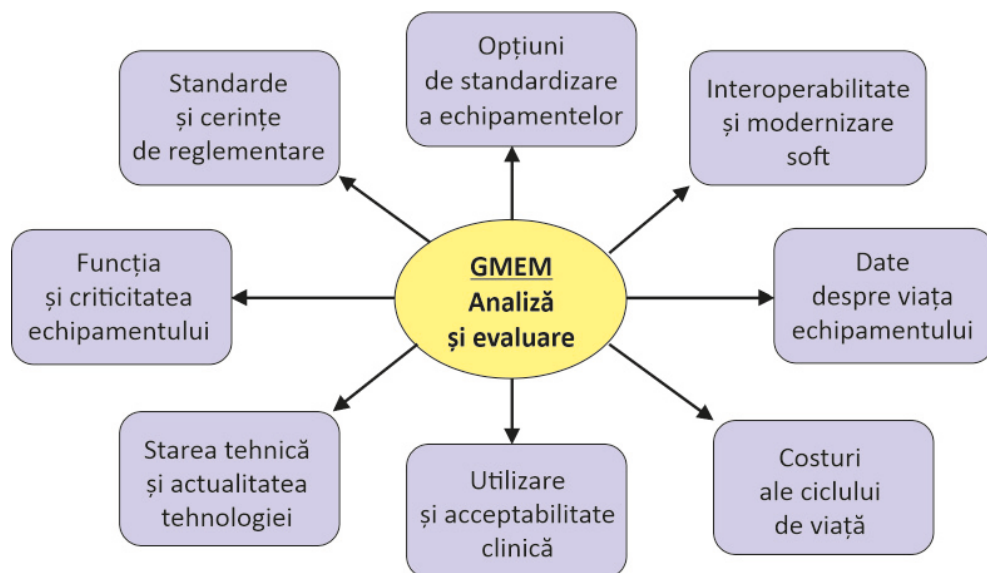 Opțiuni
de standardizare
a echipamentelor
Standarde
și cerințe
de reglementare
Interoperabilitate
și modernizare
soft
Funcția
și criticitatea
echipamentului
GMEM
Analiză
și evaluare
Date
despre viața
echipamentului
Starea tehnică
și actualitatea
tehnologiei
Utilizare
și acceptabilitate
clinică
Costuri
ale ciclului
de viață